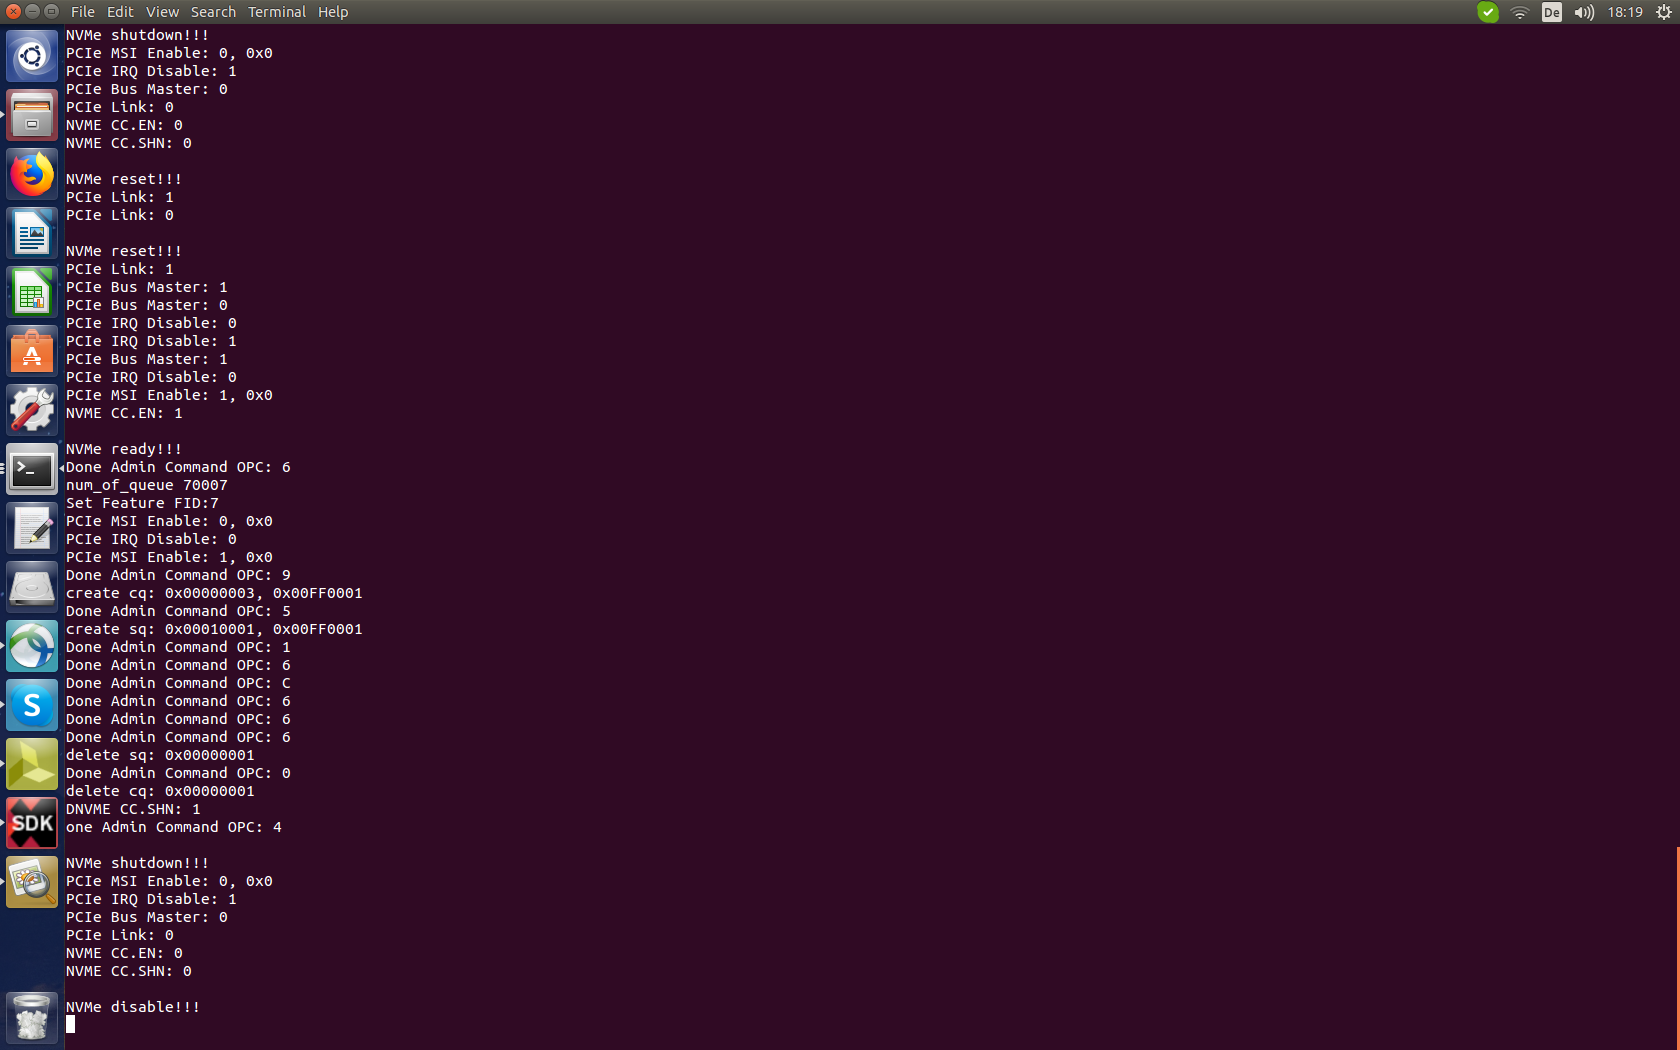 File Edit View Search Terminal Help De 18:19
NVMe shutdown!!!
PCIe MSI Enable: 0, 0x0
PCIe IRQ Disable: 1
PCIe Bus Master: 0
PCIe Link: 0
NVME CC.EN: 0
NVME CC.SHN: 0
NVMe reset!!!
PCIe Link: 1
PCIe Link: 0
NVMe reset!!!
PCIe Link: 1
PCIe Bus Master: 1
PCIe Bus Master: 0
PCIe IRQ Disable: 0
PCIe IRQ Disable: 1
PCIe Bus Master: 1
PCIe IRQ Disable: 0
PCIe MSI Enable: 1, 0x0
NVME CC.EN: 1
NVMe ready!!!
Done Admin Command OPC: 6
num_of_queue 70007
Set Feature FID:7
PCIe MSI Enable: 0, 0x0
PCIe IRQ Disable: 0
PCIe MSI Enable: 1, 0x0
Done Admin Command OPC: 9
create cq: 0x00000003, 0x00FF0001
Done Admin Command OPC: 5
create sq: 0x00010001, 0x00FF0001
Done Admin Command OPC: 1
Done Admin Command OPC: 6
Done Admin Command OPC: C
Done Admin Command OPC: 6
Done Admin Command OPC: 6
Done Admin Command OPC: 6
delete sq: 0x00000001
Done Admin Command OPC: 0
delete cq: 0x00000001
DNVME CC.SHN: 1
one Admin Command OPC: 4
NVMe shutdown!!!
PCIe MSI Enable: 0, 0x0
PCIe IRQ Disable: 1
PCIe Bus Master: 0
PCIe Link: 0
NVME CC.EN: 0
NVME CC.SHN: 0
NVMe disable!!!
S
SDK